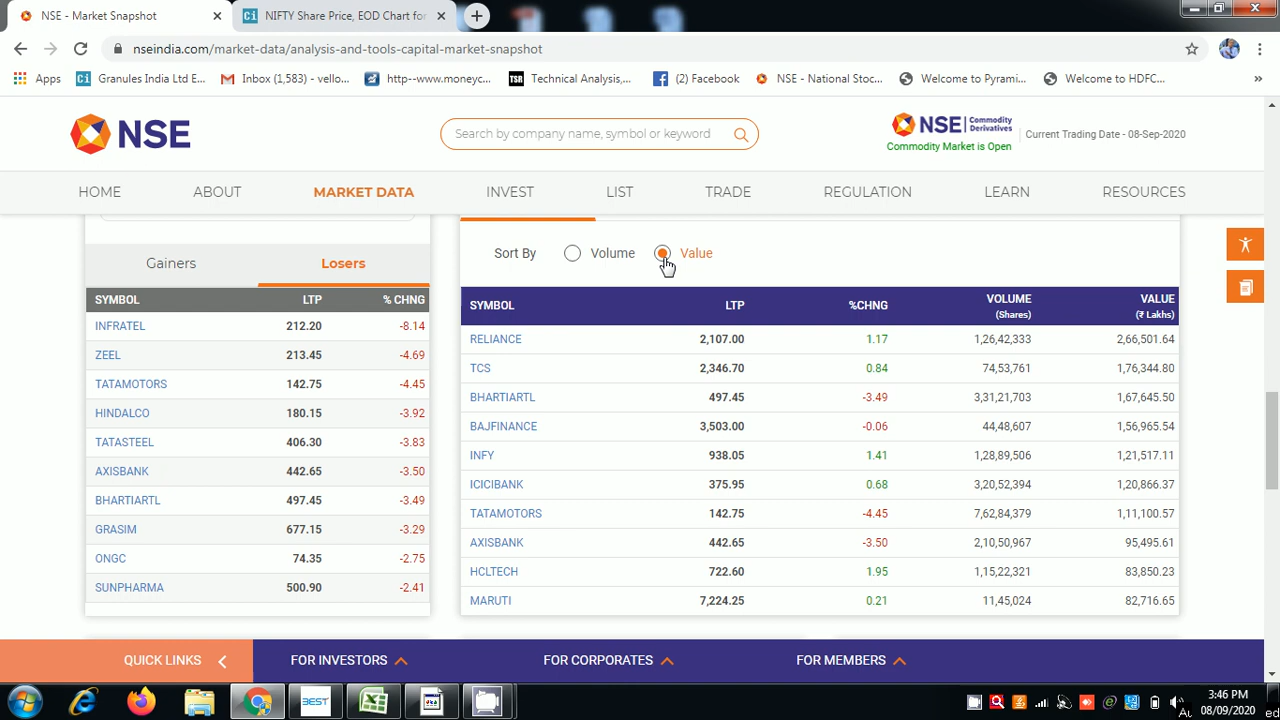 NSE - Market Snapshot
NIFTY Share Price, EOD Chart for
nseindia.com/market-data/analysis-and-tools-capital-market-snapshot
Apps Granules India Ltd E... Inbox (1,583) - vello... http--www.moneyc... Technical Analysis,... (2) Facebook NSE - National Stoc... Welcome to Pyrami... Welcome to HDFC... »
NSE
Search by company name, symbol or keyword
NSE Commodity Derivatives
Commodity Market is Open
Current Trading Date - 08-Sep-2020
HOME ABOUT MARKET DATA INVEST LIST TRADE REGULATION LEARN RESOURCES
Gainers Losers
SYMBOL LTP % CHNG
INFRATEL 212.20 -8.14
ZEEL 213.45 -4.69
TATAMOTORS 142.75 -4.45
HINDALCO 180.15 -3.92
TATASTEEL 406.30 -3.83
AXISBANK 442.65 -3.50
BHARTIARTL 497.45 -3.49
GRASIM 677.15 -3.29
ONGC 74.35 -2.75
SUNPHARMA 500.90 -2.41
Sort By Volume Value
SYMBOL LTP %CHNG VOLUME (Shares) VALUE (₹ Lakhs)
RELIANCE 2,107.00 1.17 1,26,42,333 2,66,501.64
TCS 2,346.70 0.84 74,53,761 1,76,344.80
BHARTIARTL 497.45 -3.49 3,31,21,703 1,67,645.50
BAJFINANCE 3,503.00 -0.06 44,48,607 1,56,965.54
INFY 938.05 1.41 1,28,89,506 1,21,517.11
ICICIBANK 375.95 0.68 3,20,52,394 1,20,866.37
TATAMOTORS 142.75 -4.45 7,62,84,379 1,11,100.57
AXISBANK 442.65 -3.50 2,10,50,967 95,495.61
HCLTECH 722.60 1.95 1,15,22,321 83,850.23
MARUTI 7,224.25 0.21 11,45,024 82,716.65
QUICK LINKS FOR INVESTORS FOR CORPORATES FOR MEMBERS
BEST
3:46 PM
08/09/2020